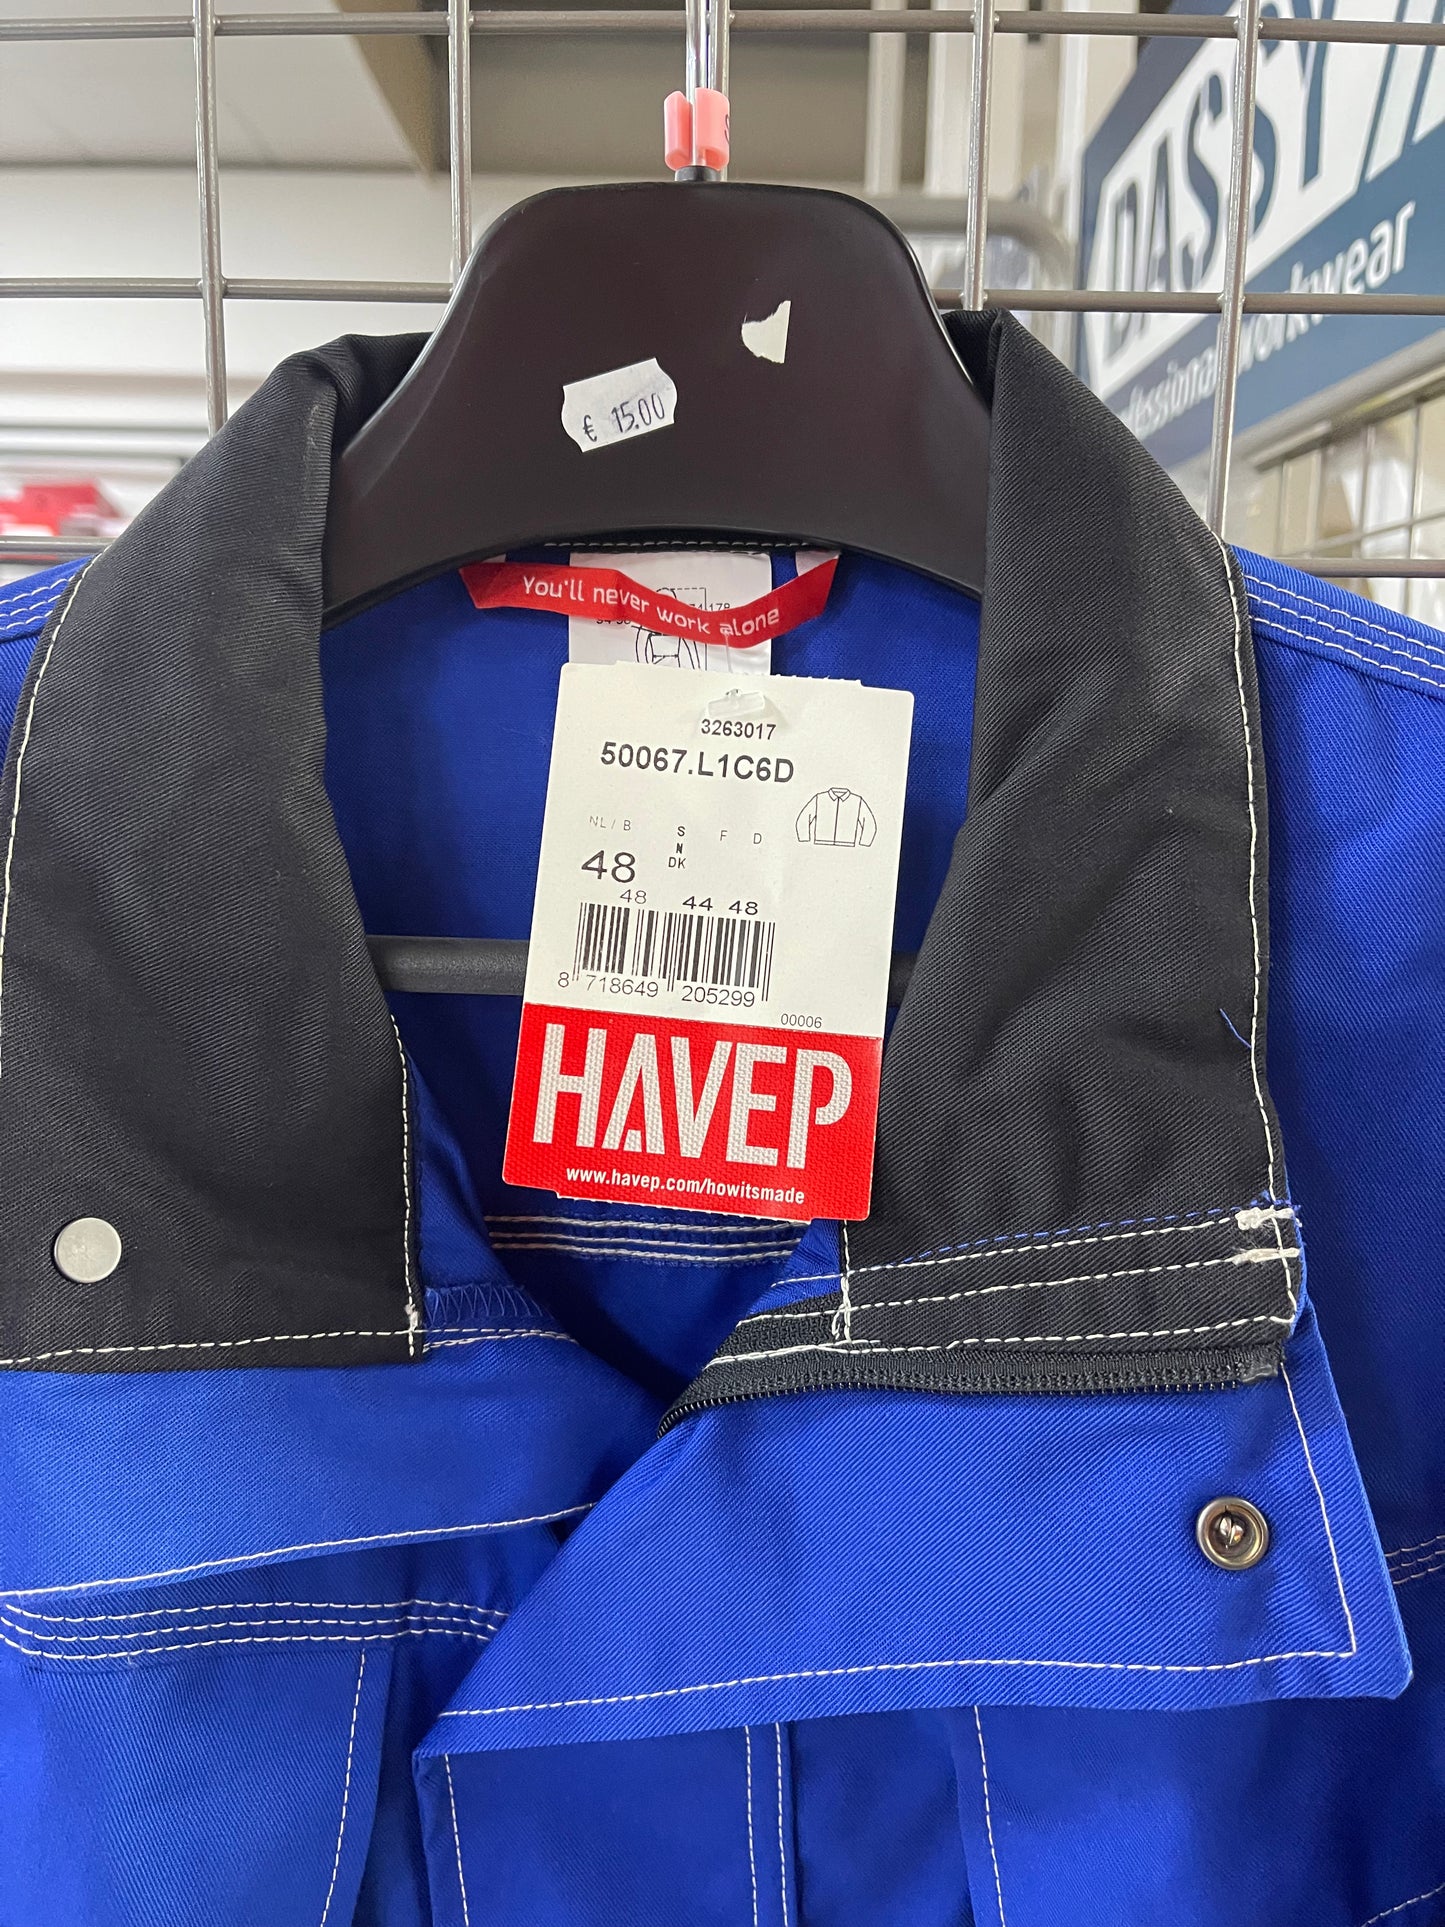 S
DASSY
professional workwear
€ 15.00
You'll never work alone
178
3263017
50067.L1C6D
NL / B S F D
N
DK
48
48 44 48
8 718649 205299
00006
HAVEP
www.havep.com/howitsmade